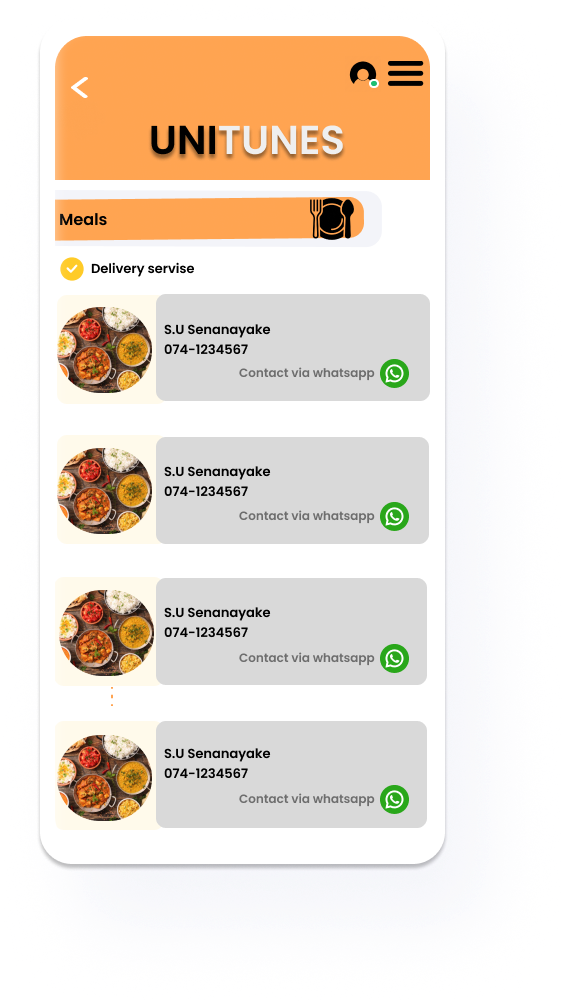 UNITUNES
Meals
Delivery servise
S.U Senanayake
074-1234567
Contact via whatsapp
S.U Senanayake
074-1234567
Contact via whatsapp
S.U Senanayake
074-1234567
Contact via whatsapp
S.U Senanayake
074-1234567
Contact via whatsapp